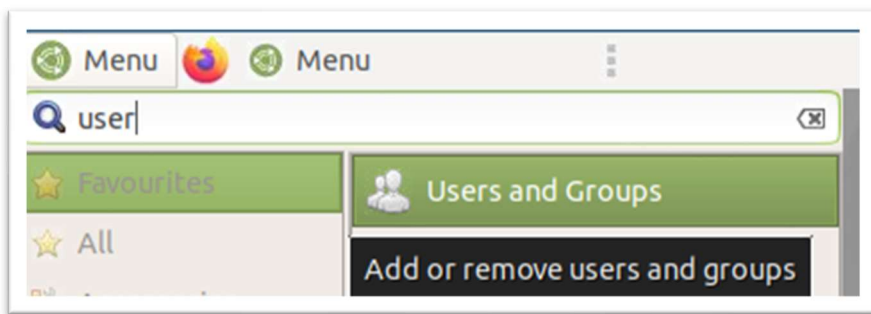 Menu Menu
user
Favourites
Users and Groups
All
Add or remove users and groups